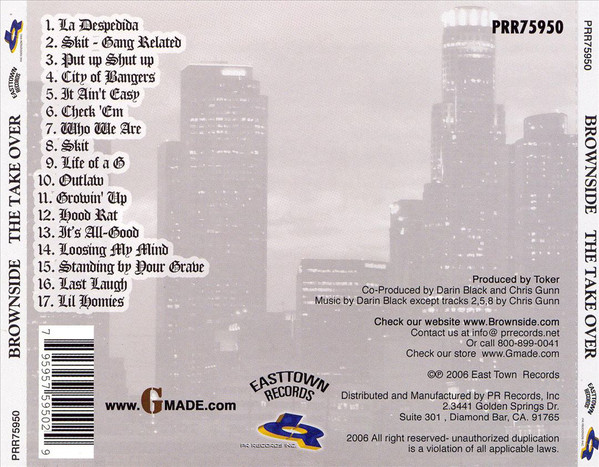 PRR75950
1. La Despedida
2. Skit - Gang Related
3. Put up Shut up
4. City of Bangers
5. It Ain't Easy
6. Check 'Em
7. Who We Are
8. Skit
9. Life of a G
10. Outlaw
11. Growin' Up
12. Hood Rat
13. It's All-Good
14. Loosing My Mind
15. Standing by Your Grave
16. Last Laugh
17. Lil Homies
Produced by Toker
Co-Produced by Darin Black and Chris Gunn
Music by Darin Black except tracks 2,5,8 by Chris Gunn
Check our website www.Brownside.com
Contact us at info@ prrecords.net
Or call 800-899-0041
Check our store www.Gmade.com
©℗ 2006 East Town Records
Distributed and Manufactured by PR Records, Inc
2.3441 Golden Springs Dr.
Suite 301 , Diamond Bar, CA. 91765
2006 All right reserved- unauthorized duplication
is a violation of all applicable laws.
www.GMADE.com
EASTTOWN
RECORDS
PR RECORDS INC.
7 95957 59502 9
PRR75950 EASTTOWN RECORDS BROWNSIDE THE TAKE OVER
BROWNSIDE THE TAKE OVER EASTTOWN RECORDS PRR75950